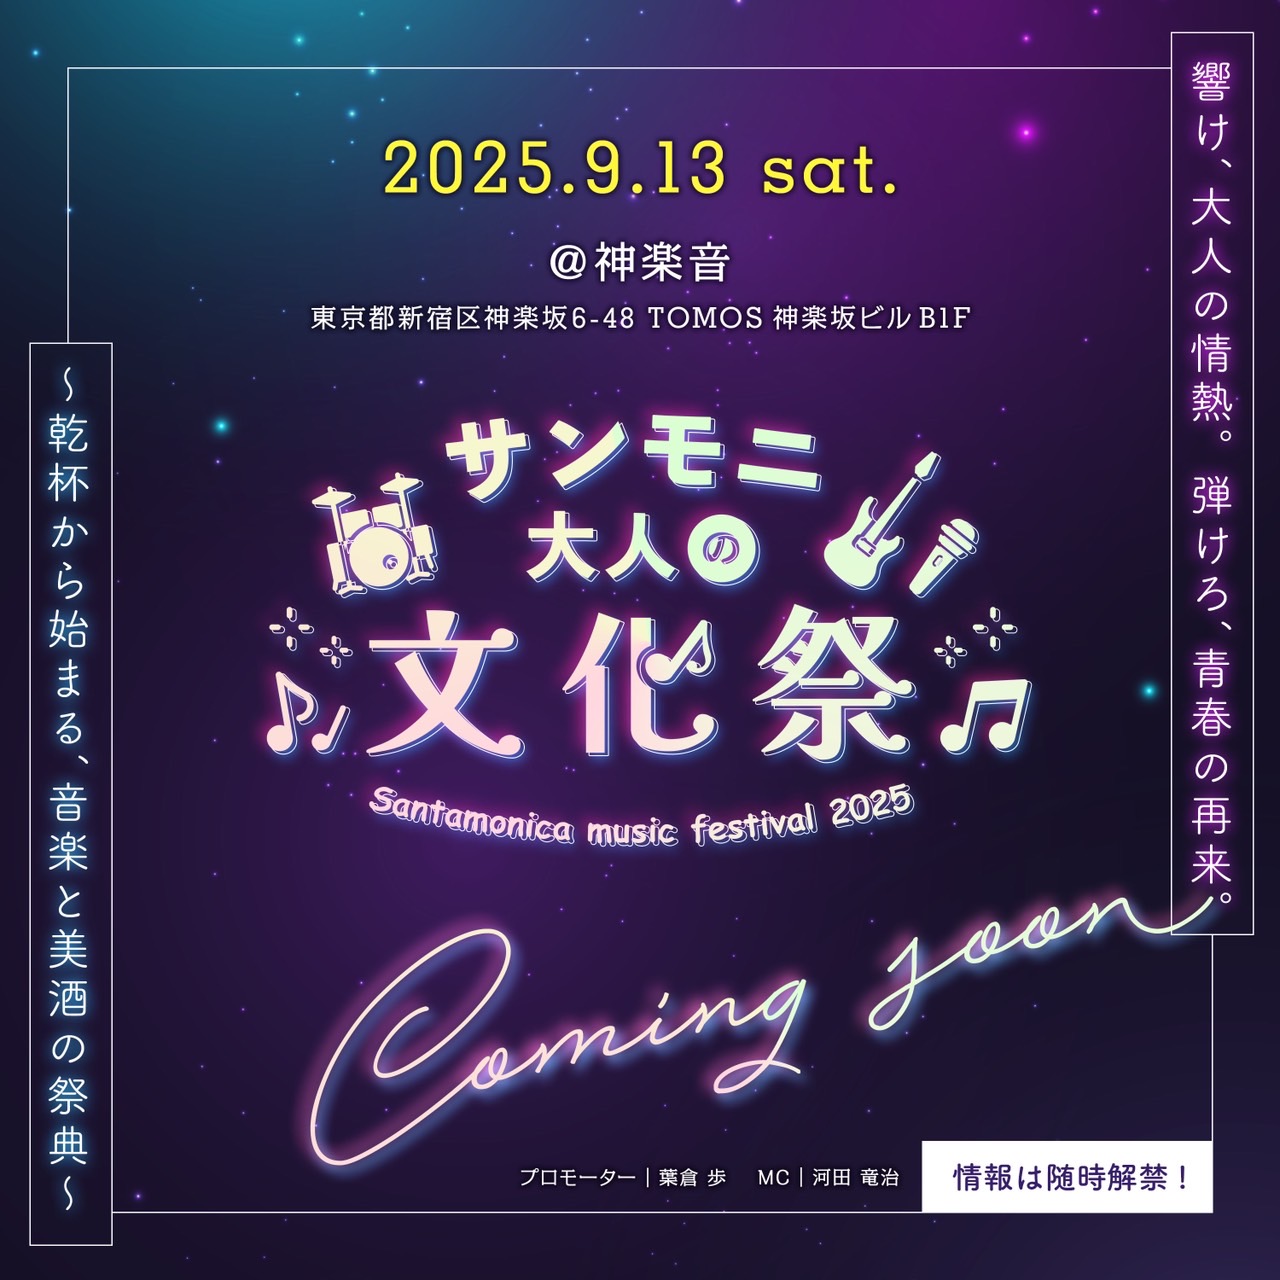 2025.9.13 sat.
@神楽音
東京都新宿区神楽坂6-48 TOMOS 神楽坂ビルB1F
響け、大人の情熱。弾けろ、青春の再来。
〜乾杯から始まる、音楽と美酒の祭典〜
サンモニ
大人の
文化祭
Santamonica music festival 2025
Coming soon
プロモーター｜葉倉 歩　MC｜河田 竜治
情報は随時解禁！